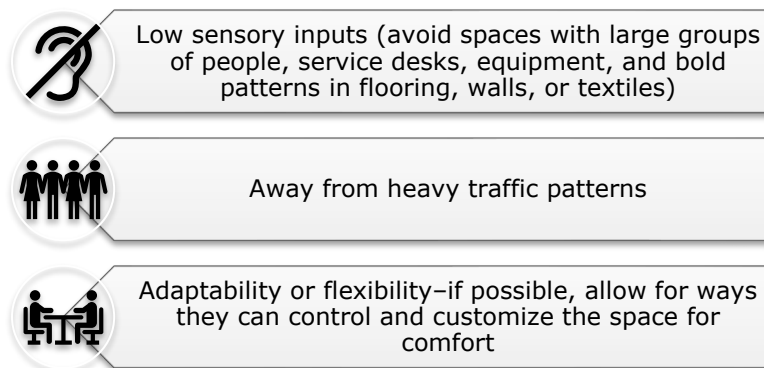 Low sensory inputs (avoid spaces with large groups
of people, service desks, equipment, and bold
patterns in flooring, walls, or textiles)
Away from heavy traffic patterns
Adaptability or flexibility–if possible, allow for ways
they can control and customize the space for
comfort